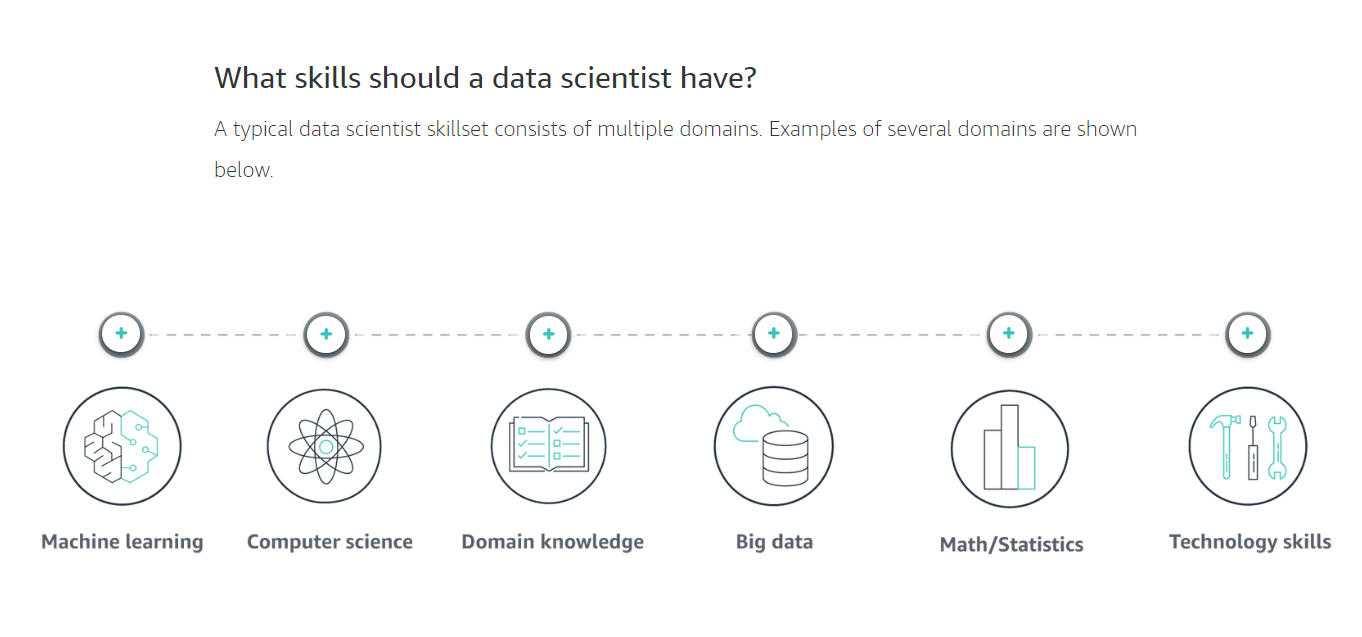 What skills should a data scientist have?
A typical data scientist skillset consists of multiple domains. Examples of several domains are shown
below.
Machine learning
Computer science
Domain knowledge
Big data
Math/Statistics
Technology skills